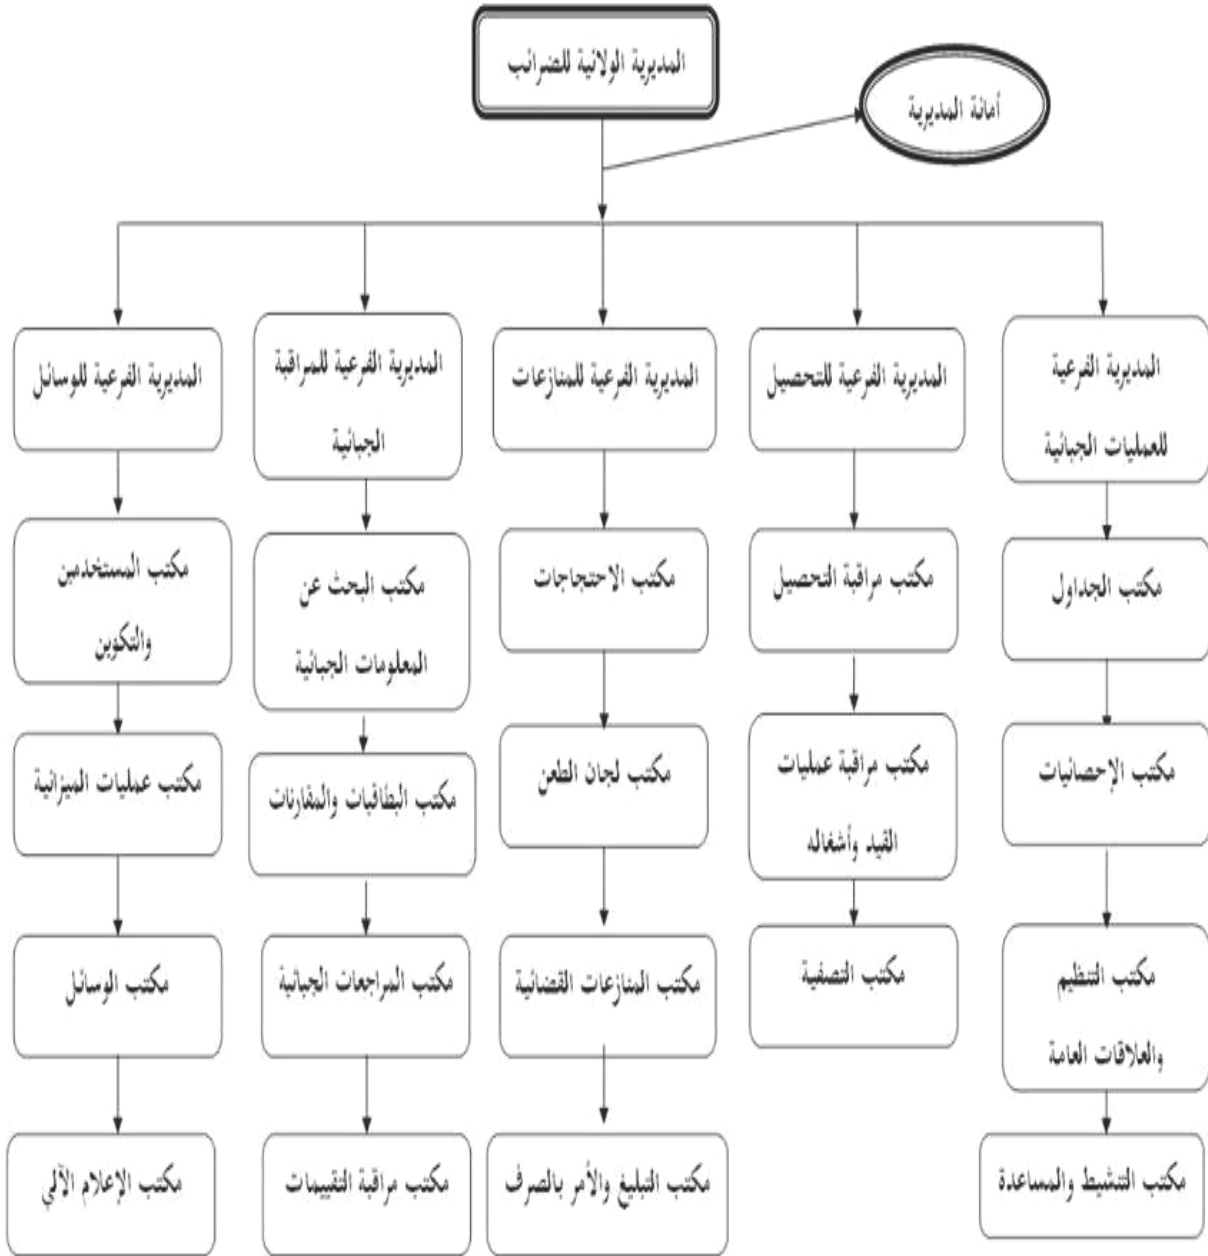 المديرية الولائية للضرائب
أمانة المديرية
المديرية الفرعية
للعمليات الجبائية
مكتب الجداول
مكتب الإحصائيات
مكتب التنظيم
والعلاقات العامة
مكتب التنشيط والمساعدة
المديرية الفرعية للتحصيل
مكتب مراقبة التحصيل
مكتب مراقبة عمليات
القيد وأشغاله
مكتب التصفية
المديرية الفرعية للمنازعات
مكتب الاحتجاجات
مكتب لجان الطعن
مكتب المنازعات القضائية
مكتب التبليغ والأمر بالصرف
المديرية الفرعية للمراقبة
الجبائية
مكتب البحث عن
المعلومات الجبائية
مكتب البطاقيات والمقارنات
مكتب المراجعات الجبائية
مكتب مراقبة التقييمات
المديرية الفرعية للوسائل
مكتب المستخدمين
والتكوين
مكتب عمليات الميزانية
مكتب الوسائل
مكتب الإعلام الآلي